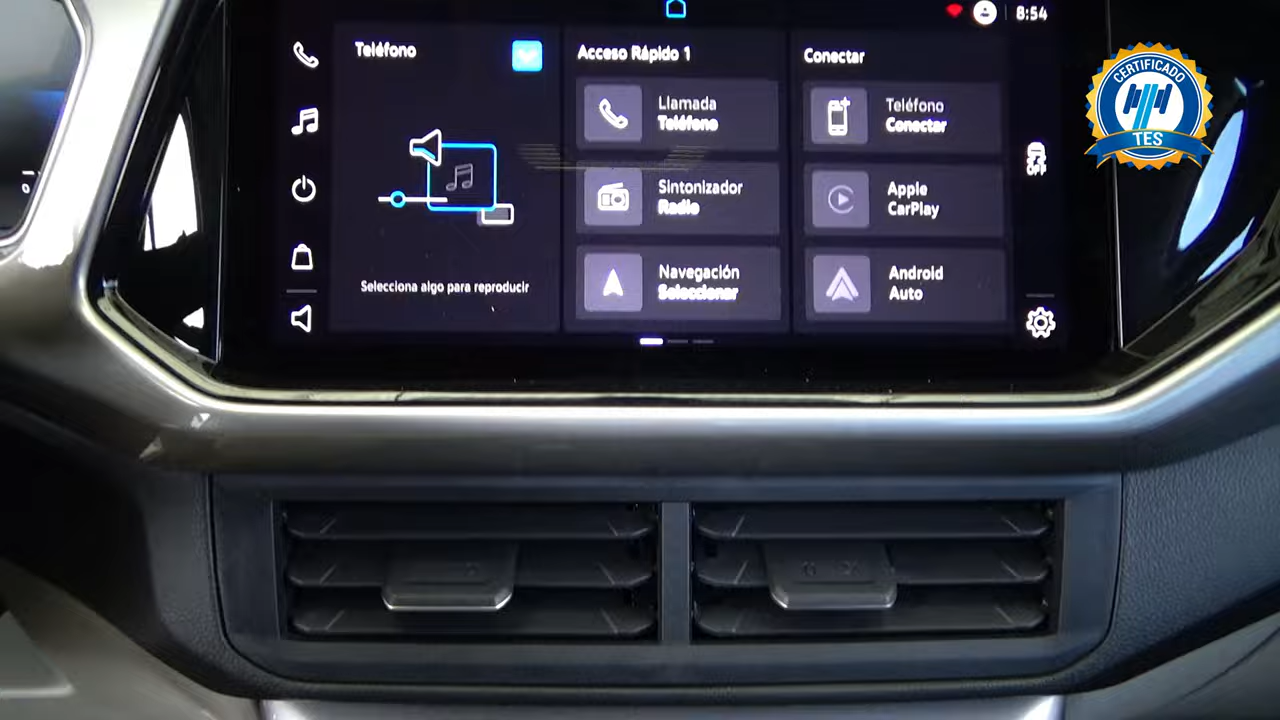 8:54
Teléfono
Acceso Rápido 1
Conectar
Llamada
Teléfono
Teléfono
Conectar
Sintonizador
Radio
Apple
CarPlay
Navegación
Seleccionar
Android
Auto
Selecciona algo para reproducir
OFF
CERTIFICADO
TES